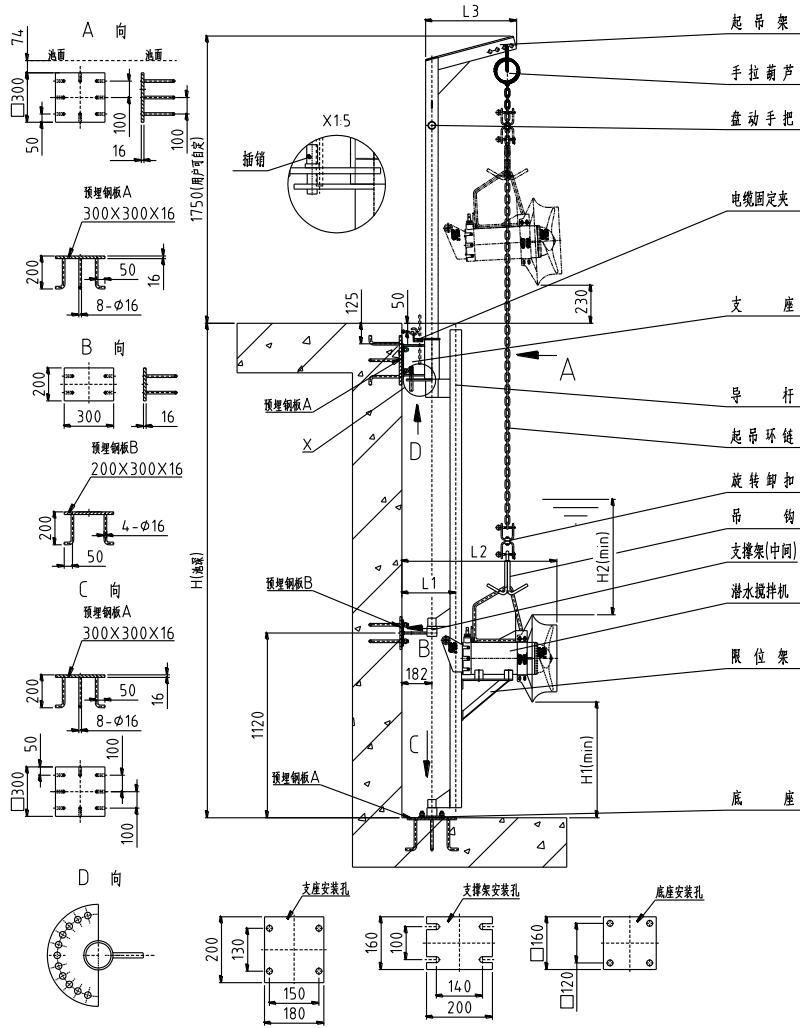 A 向
池面 池面
74
□300
50
100
16
100
预埋钢板A
300X300X16
200
50
16
8-Φ16
B 向
200
300
16
预埋钢板B
200X300X16
200
4-Φ16
50
C 向
预埋钢板A
300X300X16
200
50
16
8-Φ16
50
□300
100
100
D 向
L3
1750(用户可自定)
X1:5
插销
125
50
230
A
预埋钢板A
X
D
H(池深)
L2
L1
H2(min)
预埋钢板B
B
182
1120
C
H1(min)
预埋钢板A
起吊架
手拉葫芦
盘动手把
电缆固定夹
支座
导杆
起吊环链
旋转卸扣
吊钩
支撑架(中间)
潜水搅拌机
限位架
底座
支座安装孔
200
130
150
180
支撑架安装孔
160
100
140
200
底座安装孔
□160
□120